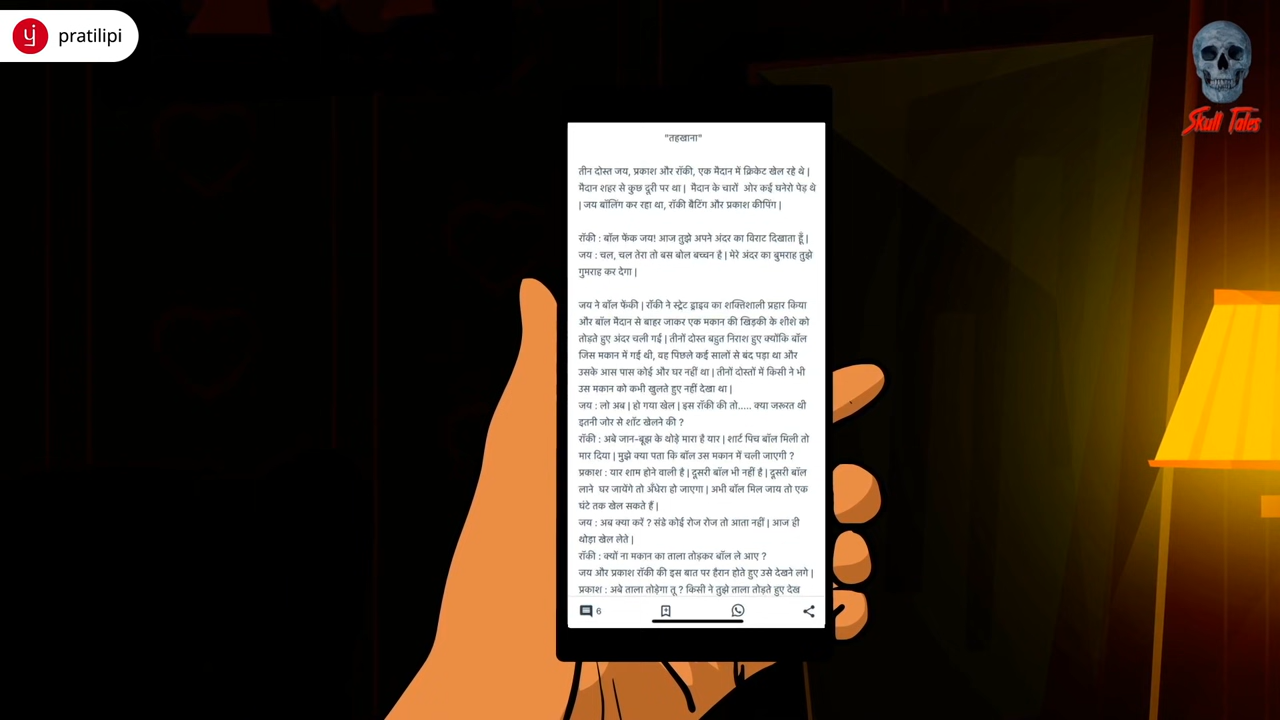 pratilipi
Skull Tales
"तहखाना"
तीन दोस्त जय, प्रकाश और रॉकी, एक मैदान में क्रिकेट खेल रहे थे |
मैदान शहर से कुछ दूरी पर था | मैदान के चारों ओर कई घनेरो पेड़ थे
| जय बॉलिंग कर रहा था, रॉकी बैटिंग और प्रकाश कीपिंग |
रॉकी : बॉल फेंक जय! आज तुझे अपने अंदर का विराट दिखाता हूँ |
जय : चल, चल तेरा तो बस बोल बच्चन है | मेरे अंदर का बुमराह तुझे
गुमराह कर देगा |
जय ने बॉल फेंकी | रॉकी ने स्ट्रेट ड्राइव का शक्तिशाली प्रहार किया
और बॉल मैदान से बाहर जाकर एक मकान की खिड़की के शीशे को
तोड़ते हुए अंदर चली गई | तीनों दोस्त बहुत निराश हुए क्योंकि बॉल
जिस मकान में गई थी, वह पिछले कई सालों से बंद पड़ा था और
उसके आस पास कोई और घर नहीं था | तीनों दोस्तों में किसी ने भी
उस मकान को कभी खुलते हुए नहीं देखा था |
जय : लो अब | हो गया खेल | इस रॉकी की तो..... क्या जरूरत थी
इतनी जोर से शॉट खेलने की ?
रॉकी : अबे जान-बूझ के थोड़े मारा है यार | शार्ट पिच बॉल मिली तो
मार दिया | मुझे क्या पता कि बॉल उस मकान में चली जाएगी ?
प्रकाश : यार शाम होने वाली है | दूसरी बॉल भी नहीं है | दूसरी बॉल
लाने घर जायेंगे तो अँधेरा हो जाएगा | अभी बॉल मिल जाय तो एक
घंटे तक खेल सकते हैं |
जय : अब क्या करें ? संडे कोई रोज रोज तो आता नहीं | आज ही
थोड़ा खेल लेते |
रॉकी : क्यों ना मकान का ताला तोड़कर बॉल ले आए ?
जय और प्रकाश रॉकी की इस बात पर हैरान होते हुए उसे देखने लगे |
प्रकाश : अबे ताला तोड़ेगा तू ? किसी ने तुझे ताला तोड़ते हुए देख
6